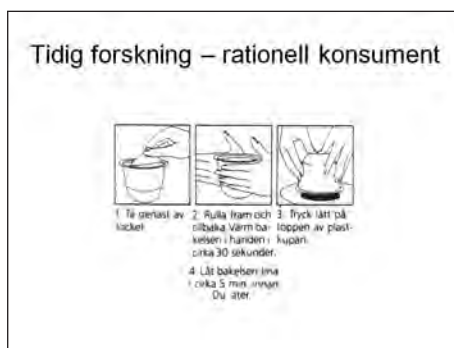 Tidig forskning – rationell konsument
1. Ta genast av
locket.
2. Rulla fram och
tillbaka. Värm ba-
kelsen i handen i
cirka 30 sekunder.
3. Tryck lätt på
toppen av plast-
kupan.
4. Låt bakelsen tina
i cirka 5 min. innan
Du äter.